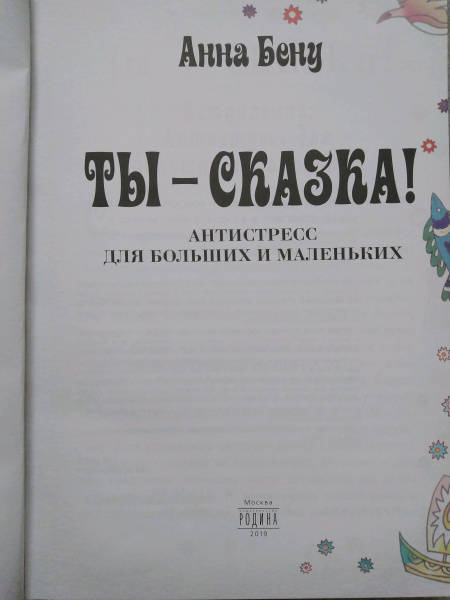 Анна Бену
ТЫ – СКАЗКА!
АНТИСТРЕСС
ДЛЯ БОЛЬШИХ И МАЛЕНЬКИХ
Москва
РОДИНА
2019